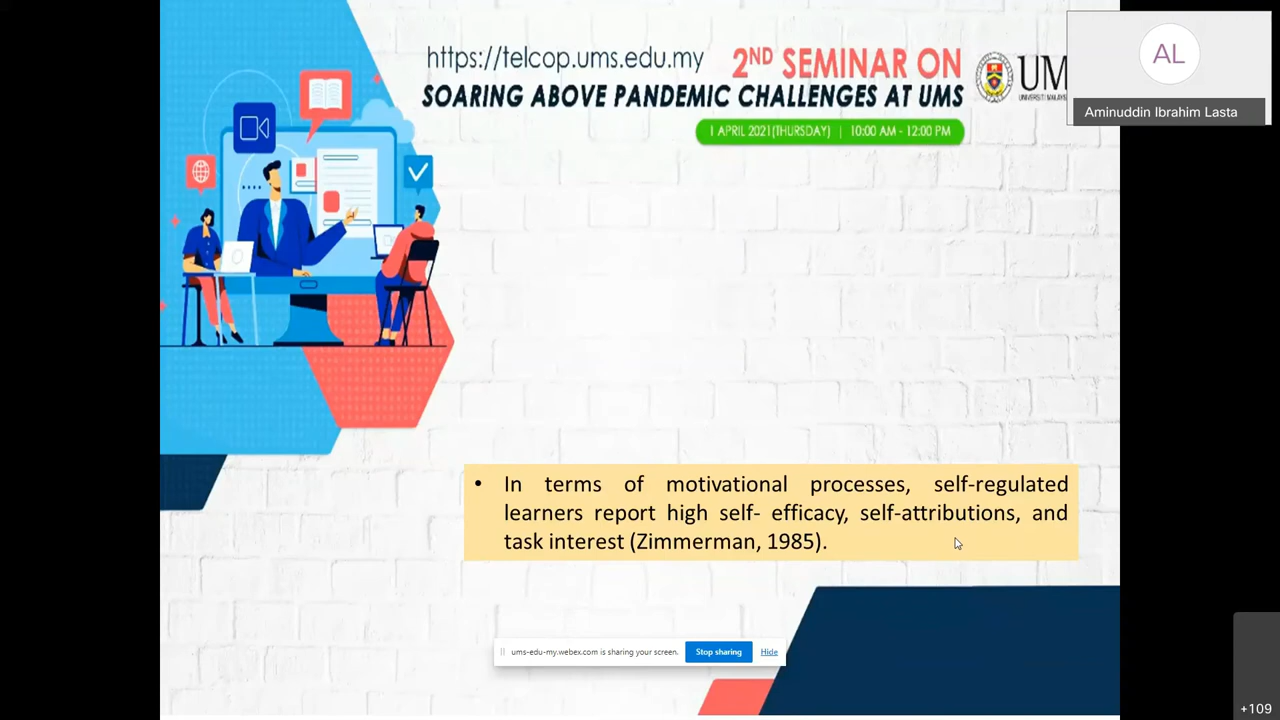 https://telcop.ums.edu.my 2ND SEMINAR ON
SOARING ABOVE PANDEMIC CHALLENGES AT UMS
1 APRIL 2021(THURSDAY) | 10:00 AM - 12:00 PM
UM
UNIVERSITI MALAY
AL
Aminuddin Ibrahim Lasta
• In terms of motivational processes, self-regulated
learners report high self- efficacy, self-attributions, and
task interest (Zimmerman, 1985).
ums-edu-my.webex.com is sharing your screen. Stop sharing Hide
+109